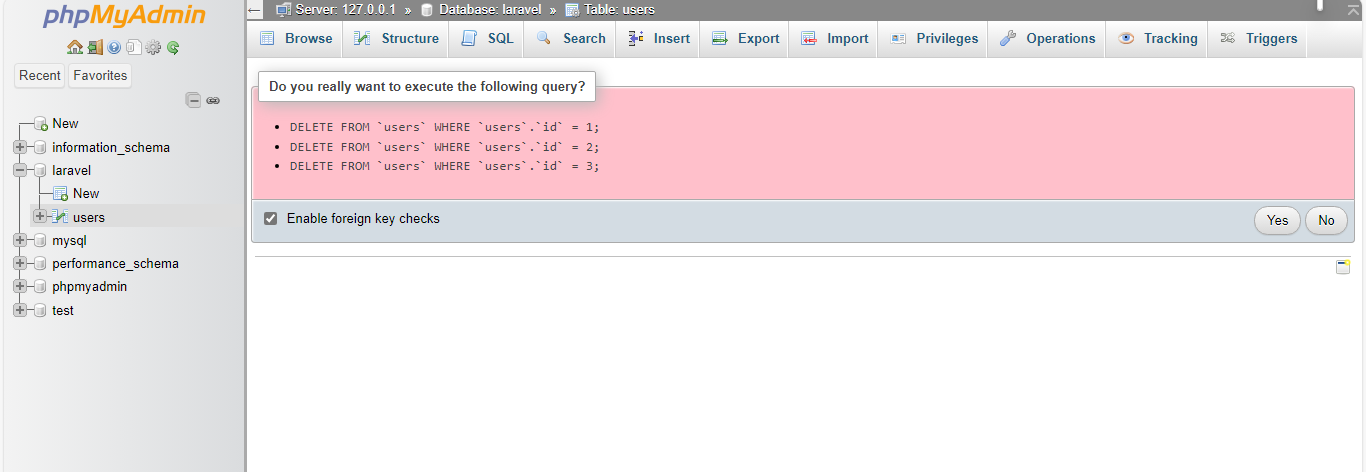 phpMyAdmin
Recent Favorites
New
information_schema
laravel
New
users
mysql
performance_schema
phpmyadmin
test
Server: 127.0.0.1 » Database: laravel » Table: users
Browse Structure SQL Search Insert Export Import Privileges Operations Tracking Triggers
Do you really want to execute the following query?
DELETE FROM `users` WHERE `users`.`id` = 1;
DELETE FROM `users` WHERE `users`.`id` = 2;
DELETE FROM `users` WHERE `users`.`id` = 3;
Enable foreign key checks
Yes No